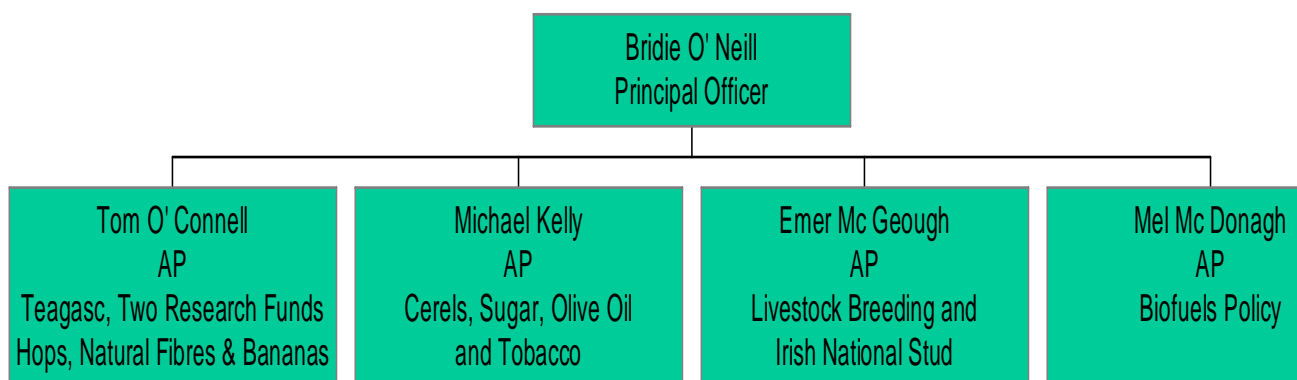 Bridie O' Neill
Principal Officer
Tom O' Connell
AP
Teagasc, Two Research Funds
Hops, Natural Fibres & Bananas
Michael Kelly
AP
Cerels, Sugar, Olive Oil
and Tobacco
Emer Mc Geough
AP
Livestock Breeding and
Irish National Stud
Mel Mc Donagh
AP
Biofuels Policy